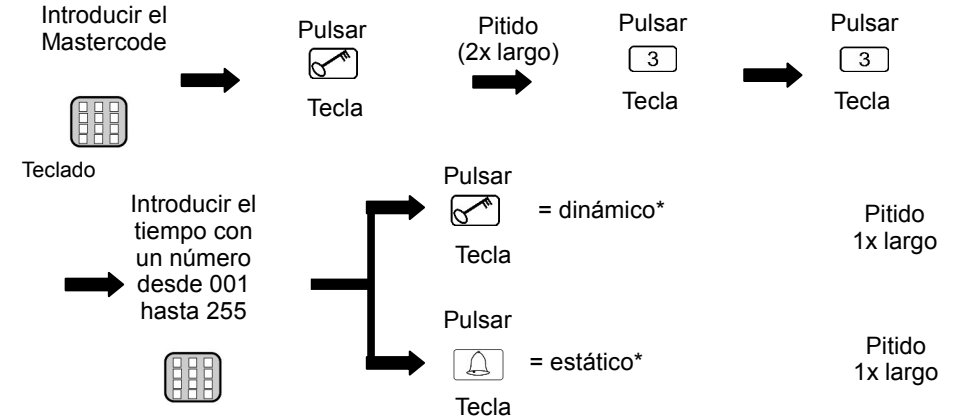 Introducir el
Mastercode
Teclado
Pulsar
Tecla
Pitido
(2x largo)
Pulsar
3
Tecla
Pulsar
3
Tecla
Introducir el
tiempo con
un número
desde 001
hasta 255
Pulsar
= dinámico*
Tecla
Pitido
1x largo
Pulsar
= estático*
Tecla
Pitido
1x largo